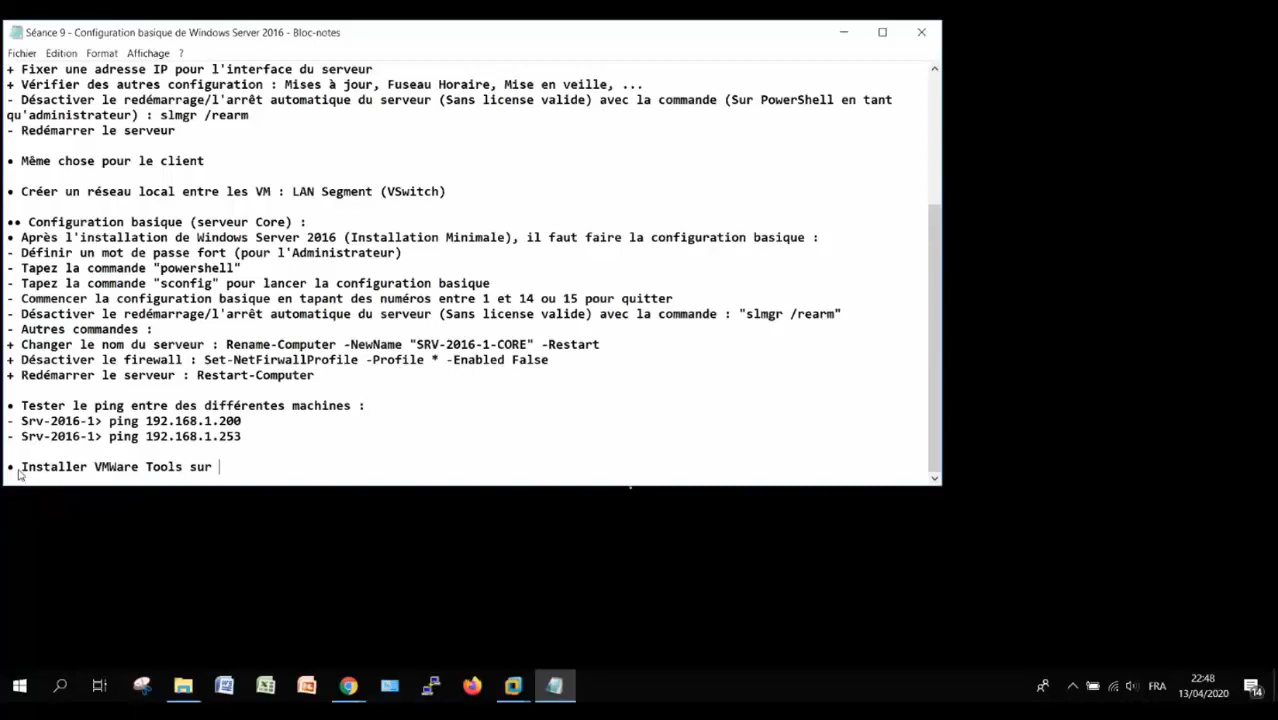 Séance 9 - Configuration basique de Windows Server 2016 - Bloc-notes
Fichier Edition Format Affichage ?
+ Fixer une adresse IP pour l'interface du serveur
+ Vérifier des autres configuration : Mises à jour, Fuseau Horaire, Mise en veille, ...
- Désactiver le redémarrage/l'arrêt automatique du serveur (Sans license valide) avec la commande (Sur PowerShell en tant
qu'administrateur) : slmgr /rearm
- Redémarrer le serveur
• Même chose pour le client
• Créer un réseau local entre les VM : LAN Segment (VSwitch)
•• Configuration basique (serveur Core) :
• Après l'installation de Windows Server 2016 (Installation Minimale), il faut faire la configuration basique :
- Définir un mot de passe fort (pour l'Administrateur)
- Tapez la commande "powershell"
- Tapez la commande "sconfig" pour lancer la configuration basique
- Commencer la configuration basique en tapant des numéros entre 1 et 14 ou 15 pour quitter
- Désactiver le redémarrage/l'arrêt automatique du serveur (Sans license valide) avec la commande : "slmgr /rearm"
- Autres commandes :
+ Changer le nom du serveur : Rename-Computer -NewName "SRV-2016-1-CORE" -Restart
+ Désactiver le firewall : Set-NetFirwallProfile -Profile * -Enabled False
+ Redémarrer le serveur : Restart-Computer
• Tester le ping entre des différentes machines :
- Srv-2016-1> ping 192.168.1.200
- Srv-2016-1> ping 192.168.1.253
• Installer VMWare Tools sur
FRA
22:48
13/04/2020
14